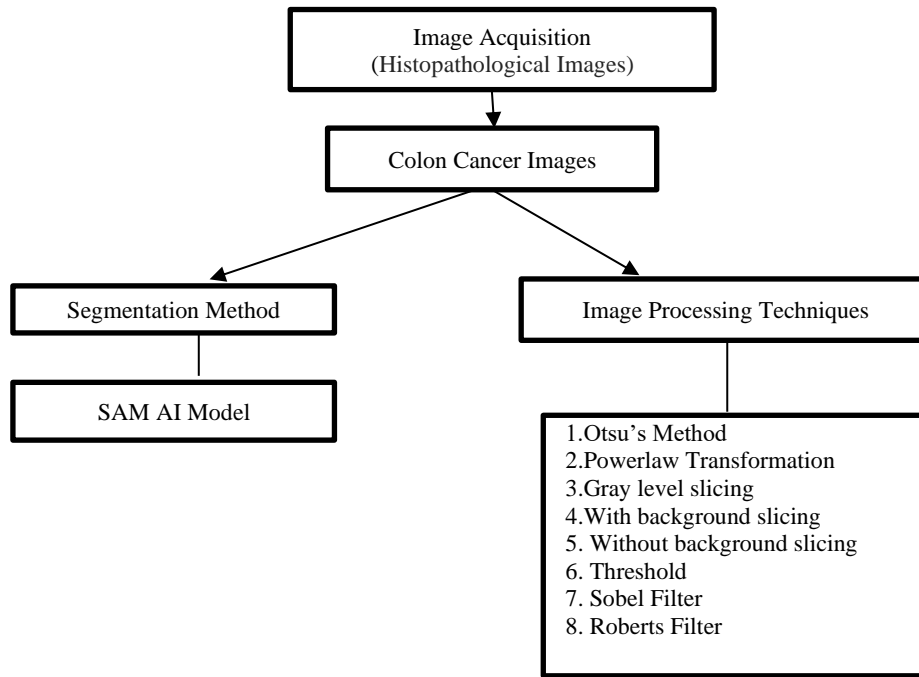 Image Acquisition
(Histopathological Images)
Colon Cancer Images
Segmentation Method
Image Processing Techniques
SAM AI Model
1.Otsu’s Method
2.Powerlaw Transformation
3.Gray level slicing
4.With background slicing
5. Without background slicing
6. Threshold
7. Sobel Filter
8. Roberts Filter